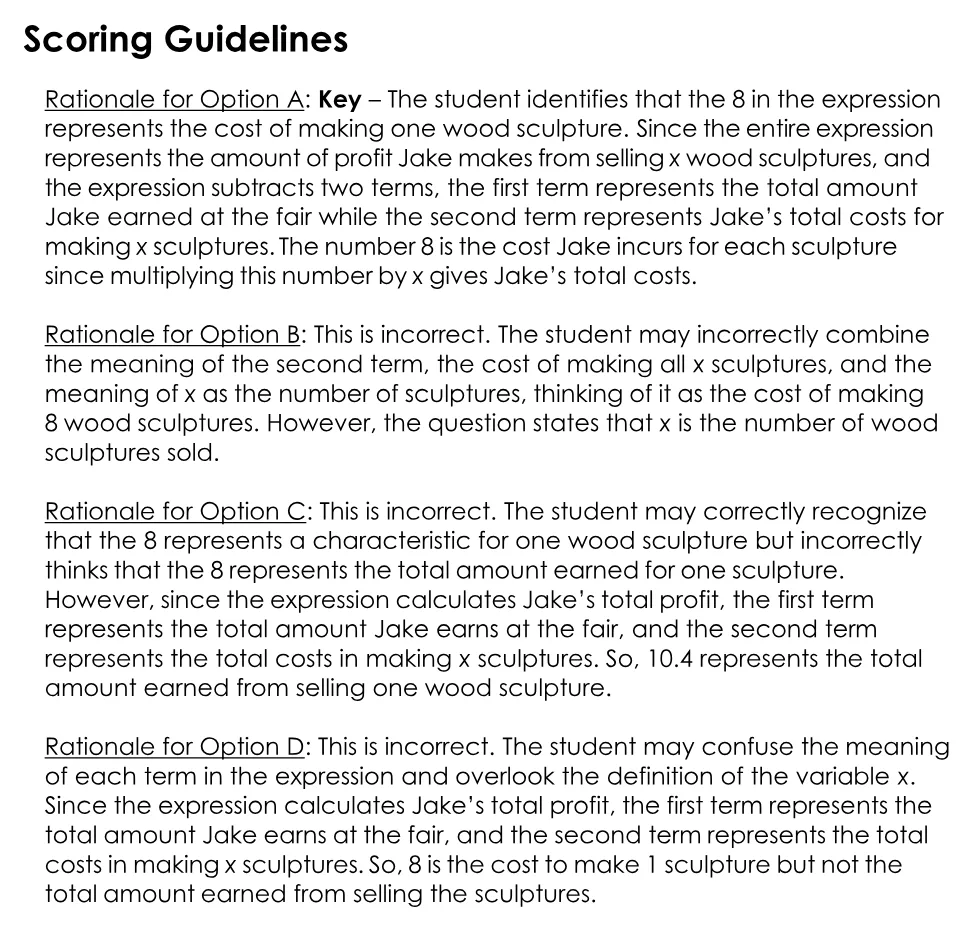 Scoring Guidelines
Rationale for Option A: Key – The student identifies that the 8 in the expression
represents the cost of making one wood sculpture. Since the entire expression
represents the amount of profit Jake makes from selling x wood sculptures, and
the expression subtracts two terms, the first term represents the total amount
Jake earned at the fair while the second term represents Jake's total costs for
making x sculptures. The number 8 is the cost Jake incurs for each sculpture
since multiplying this number by x gives Jake's total costs.
Rationale for Option B: This is incorrect. The student may incorrectly combine
the meaning of the second term, the cost of making all x sculptures, and the
meaning of x as the number of sculptures, thinking of it as the cost of making
8 wood sculptures. However, the question states that x is the number of wood
sculptures sold.
Rationale for Option C: This is incorrect. The student may correctly recognize
that the 8 represents a characteristic for one wood sculpture but incorrectly
thinks that the 8 represents the total amount earned for one sculpture.
However, since the expression calculates Jake's total profit, the first term
represents the total amount Jake earns at the fair, and the second term
represents the total costs in making x sculptures. So, 10.4 represents the total
amount earned from selling one wood sculpture.
Rationale for Option D: This is incorrect. The student may confuse the meaning
of each term in the expression and overlook the definition of the variable x.
Since the expression calculates Jake's total profit, the first term represents the
total amount Jake earns at the fair, and the second term represents the total
costs in making x sculptures. So, 8 is the cost to make 1 sculpture but not the
total amount earned from selling the sculptures.